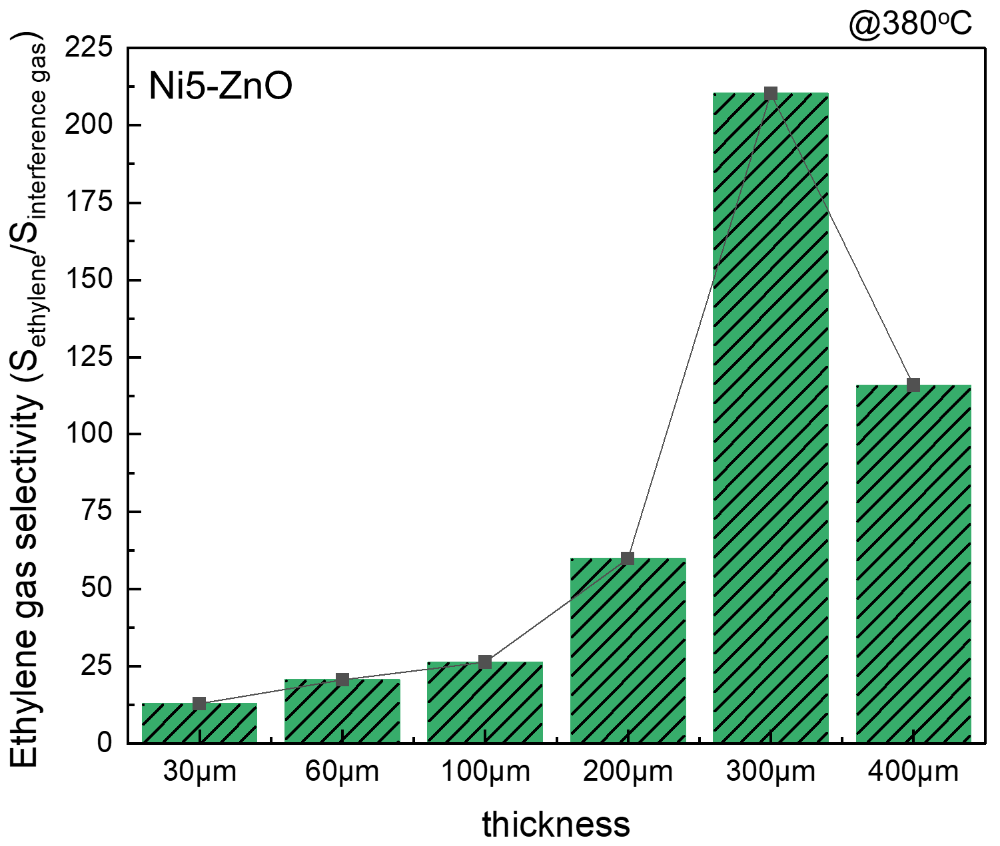 @380°C
Ni5-ZnO
Ethylene gas selectivity (Sethylene/Sinterference gas)
225
200
175
150
125
100
75
50
25
0
30μm 60μm 100μm 200μm 300μm 400μm
thickness